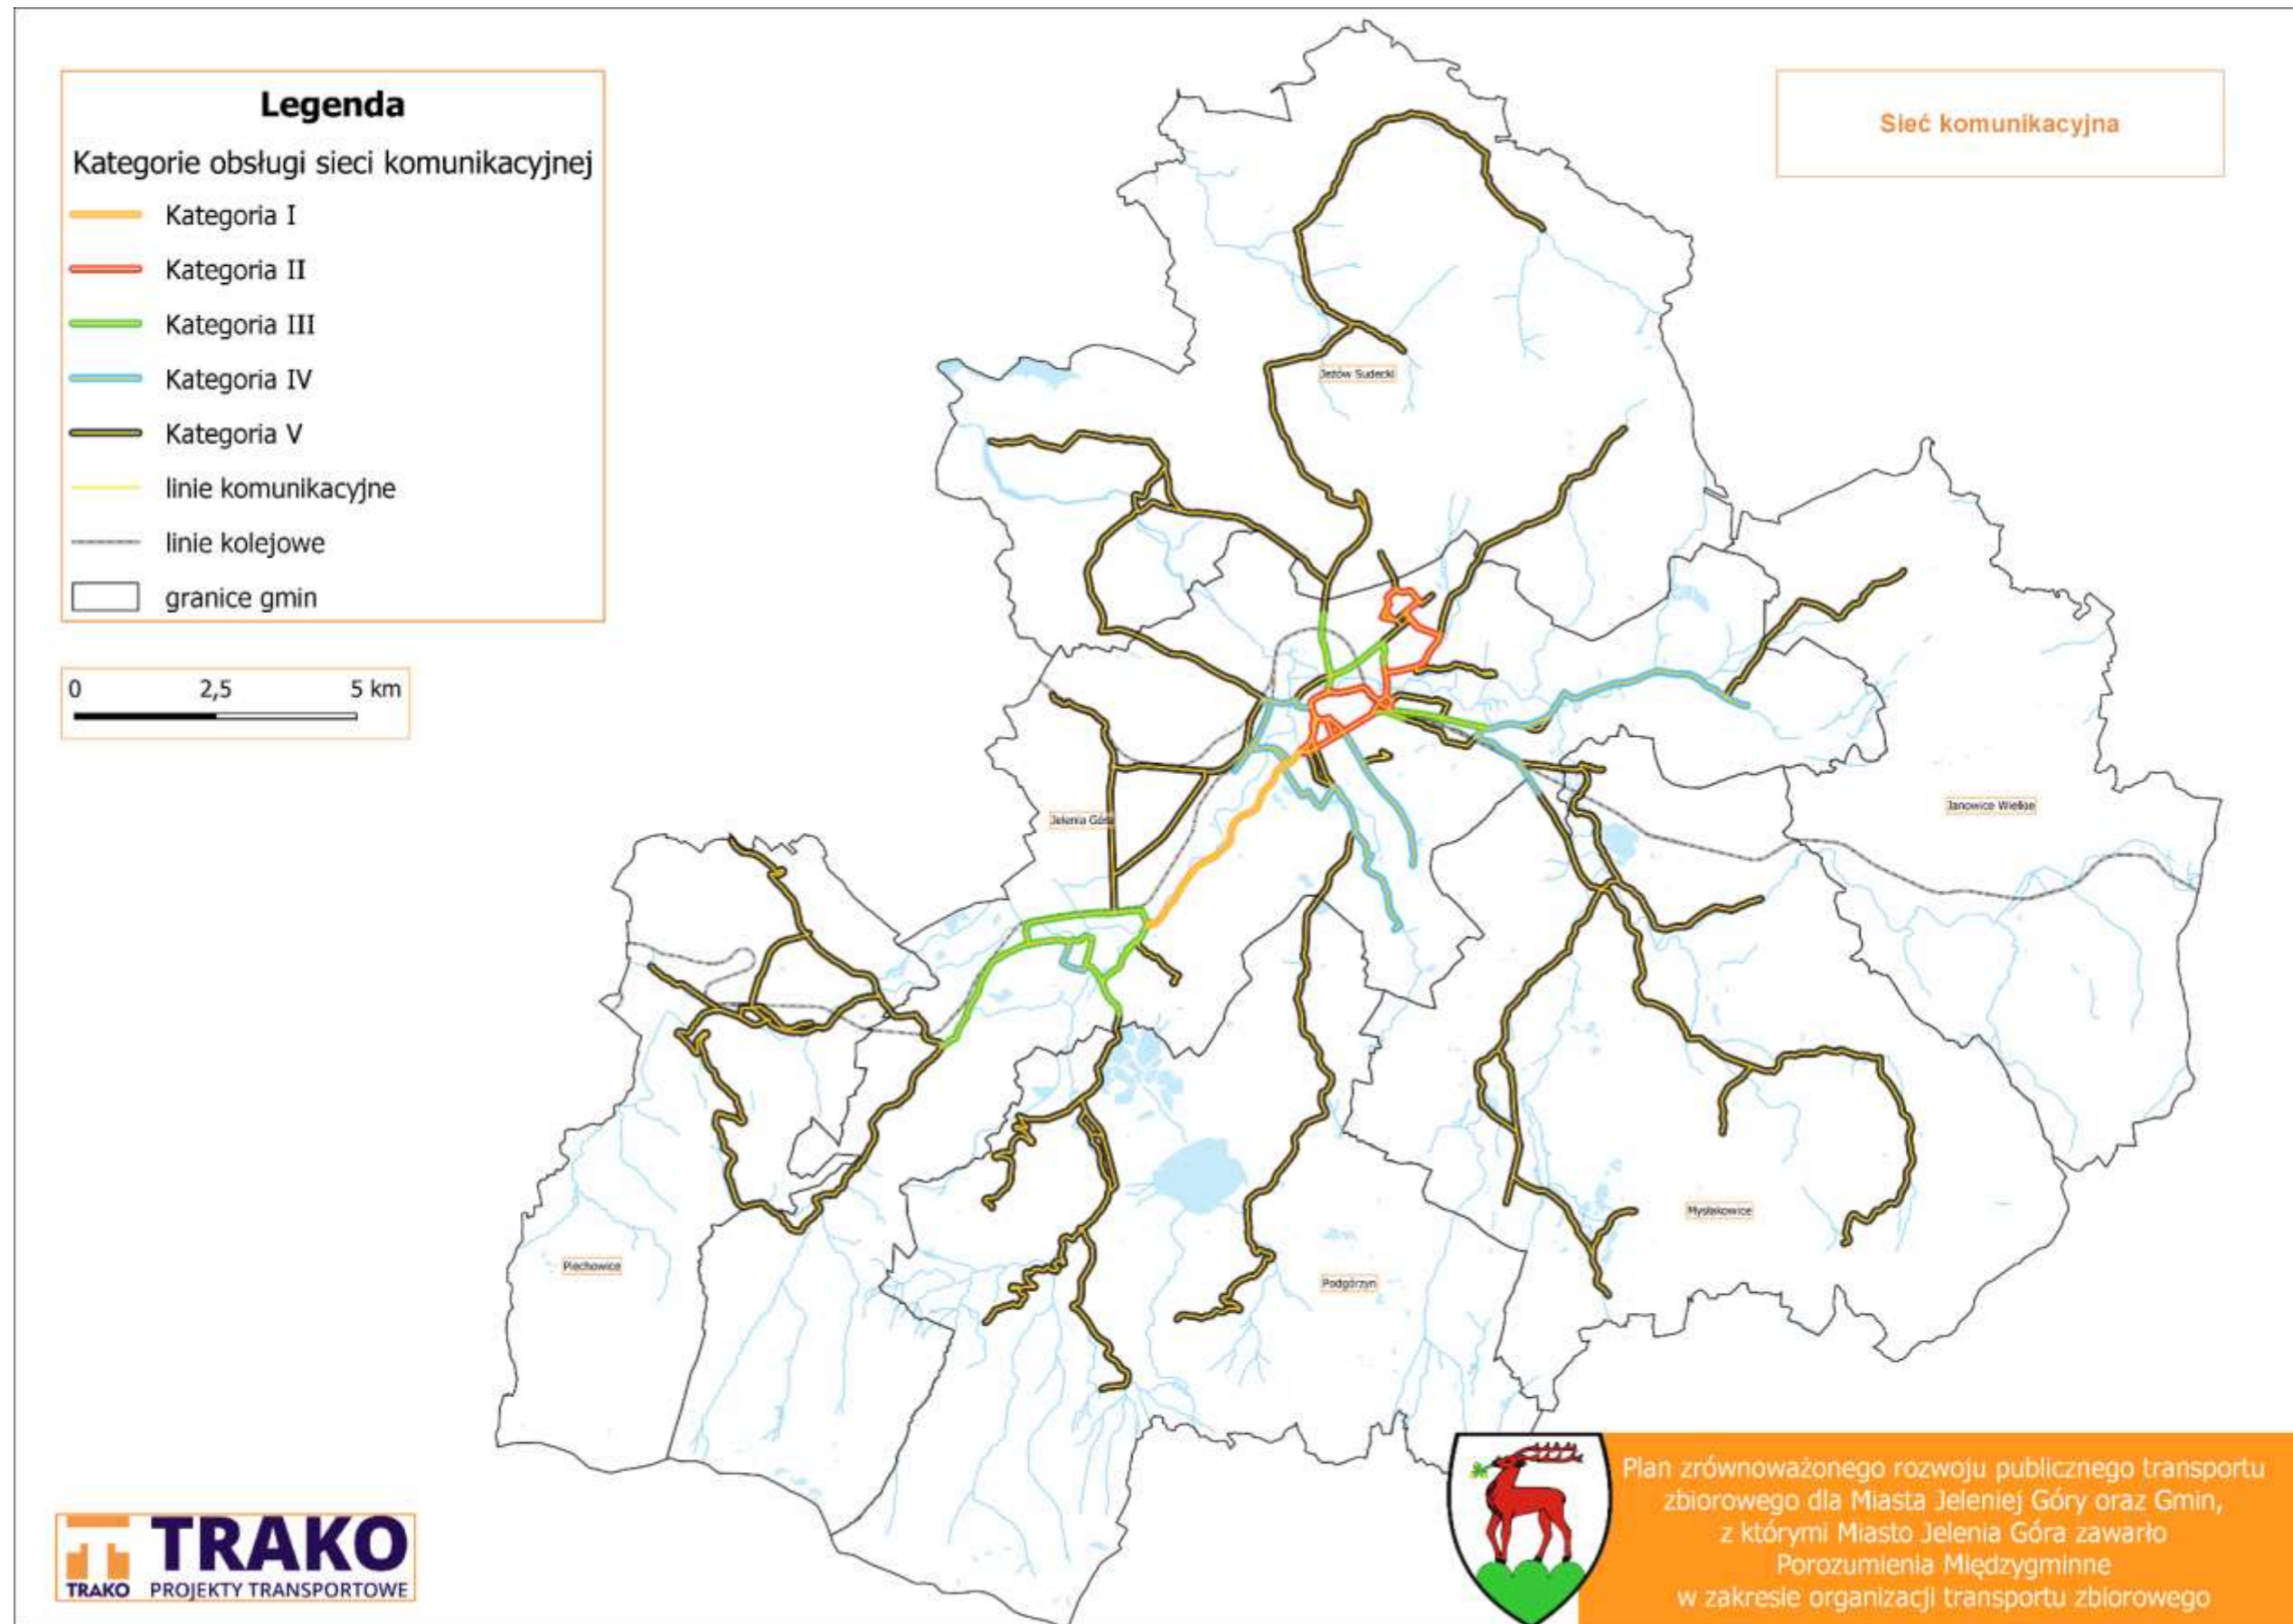 Legenda
Kategorie obsługi sieci komunikacyjnej
Kategoria I
Kategoria II
Kategoria III
Kategoria IV
Kategoria V
linie komunikacyjne
linie kolejowe
granice gmin
0 2,5 5 km
Sieć komunikacyjna
Jeżów Sudecki
Janowice Wielkie
Jelenia Góra
Mysłakowice
Piechowice
Podgórzyn
TRAKO
TRAKO PROJEKTY TRANSPORTOWE
Plan zrównoważonego rozwoju publicznego transportu
zbiorowego dla Miasta Jeleniej Góry oraz Gmin,
z którymi Miasto Jelenia Góra zawarło
Porozumienia Międzygminne
w zakresie organizacji transportu zbiorowego